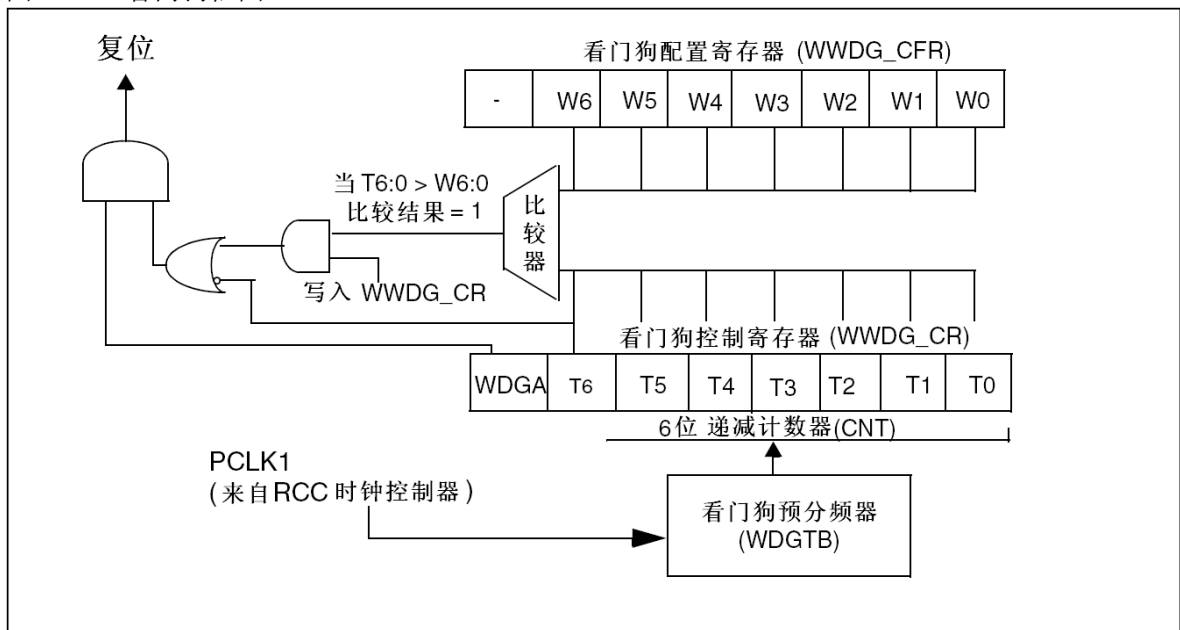 复位
看门狗配置寄存器 (WWDG_CFR)
- W6 W5 W4 W3 W2 W1 W0
当 T6:0 > W6:0
比较结果 = 1
比较器
写入 WWDG_CR
看门狗控制寄存器 (WWDG_CR)
WDGA T6 T5 T4 T3 T2 T1 T0
6位 递减计数器(CNT)
PCLK1
(来自RCC 时钟控制器)
看门狗预分频器
(WDGTB)